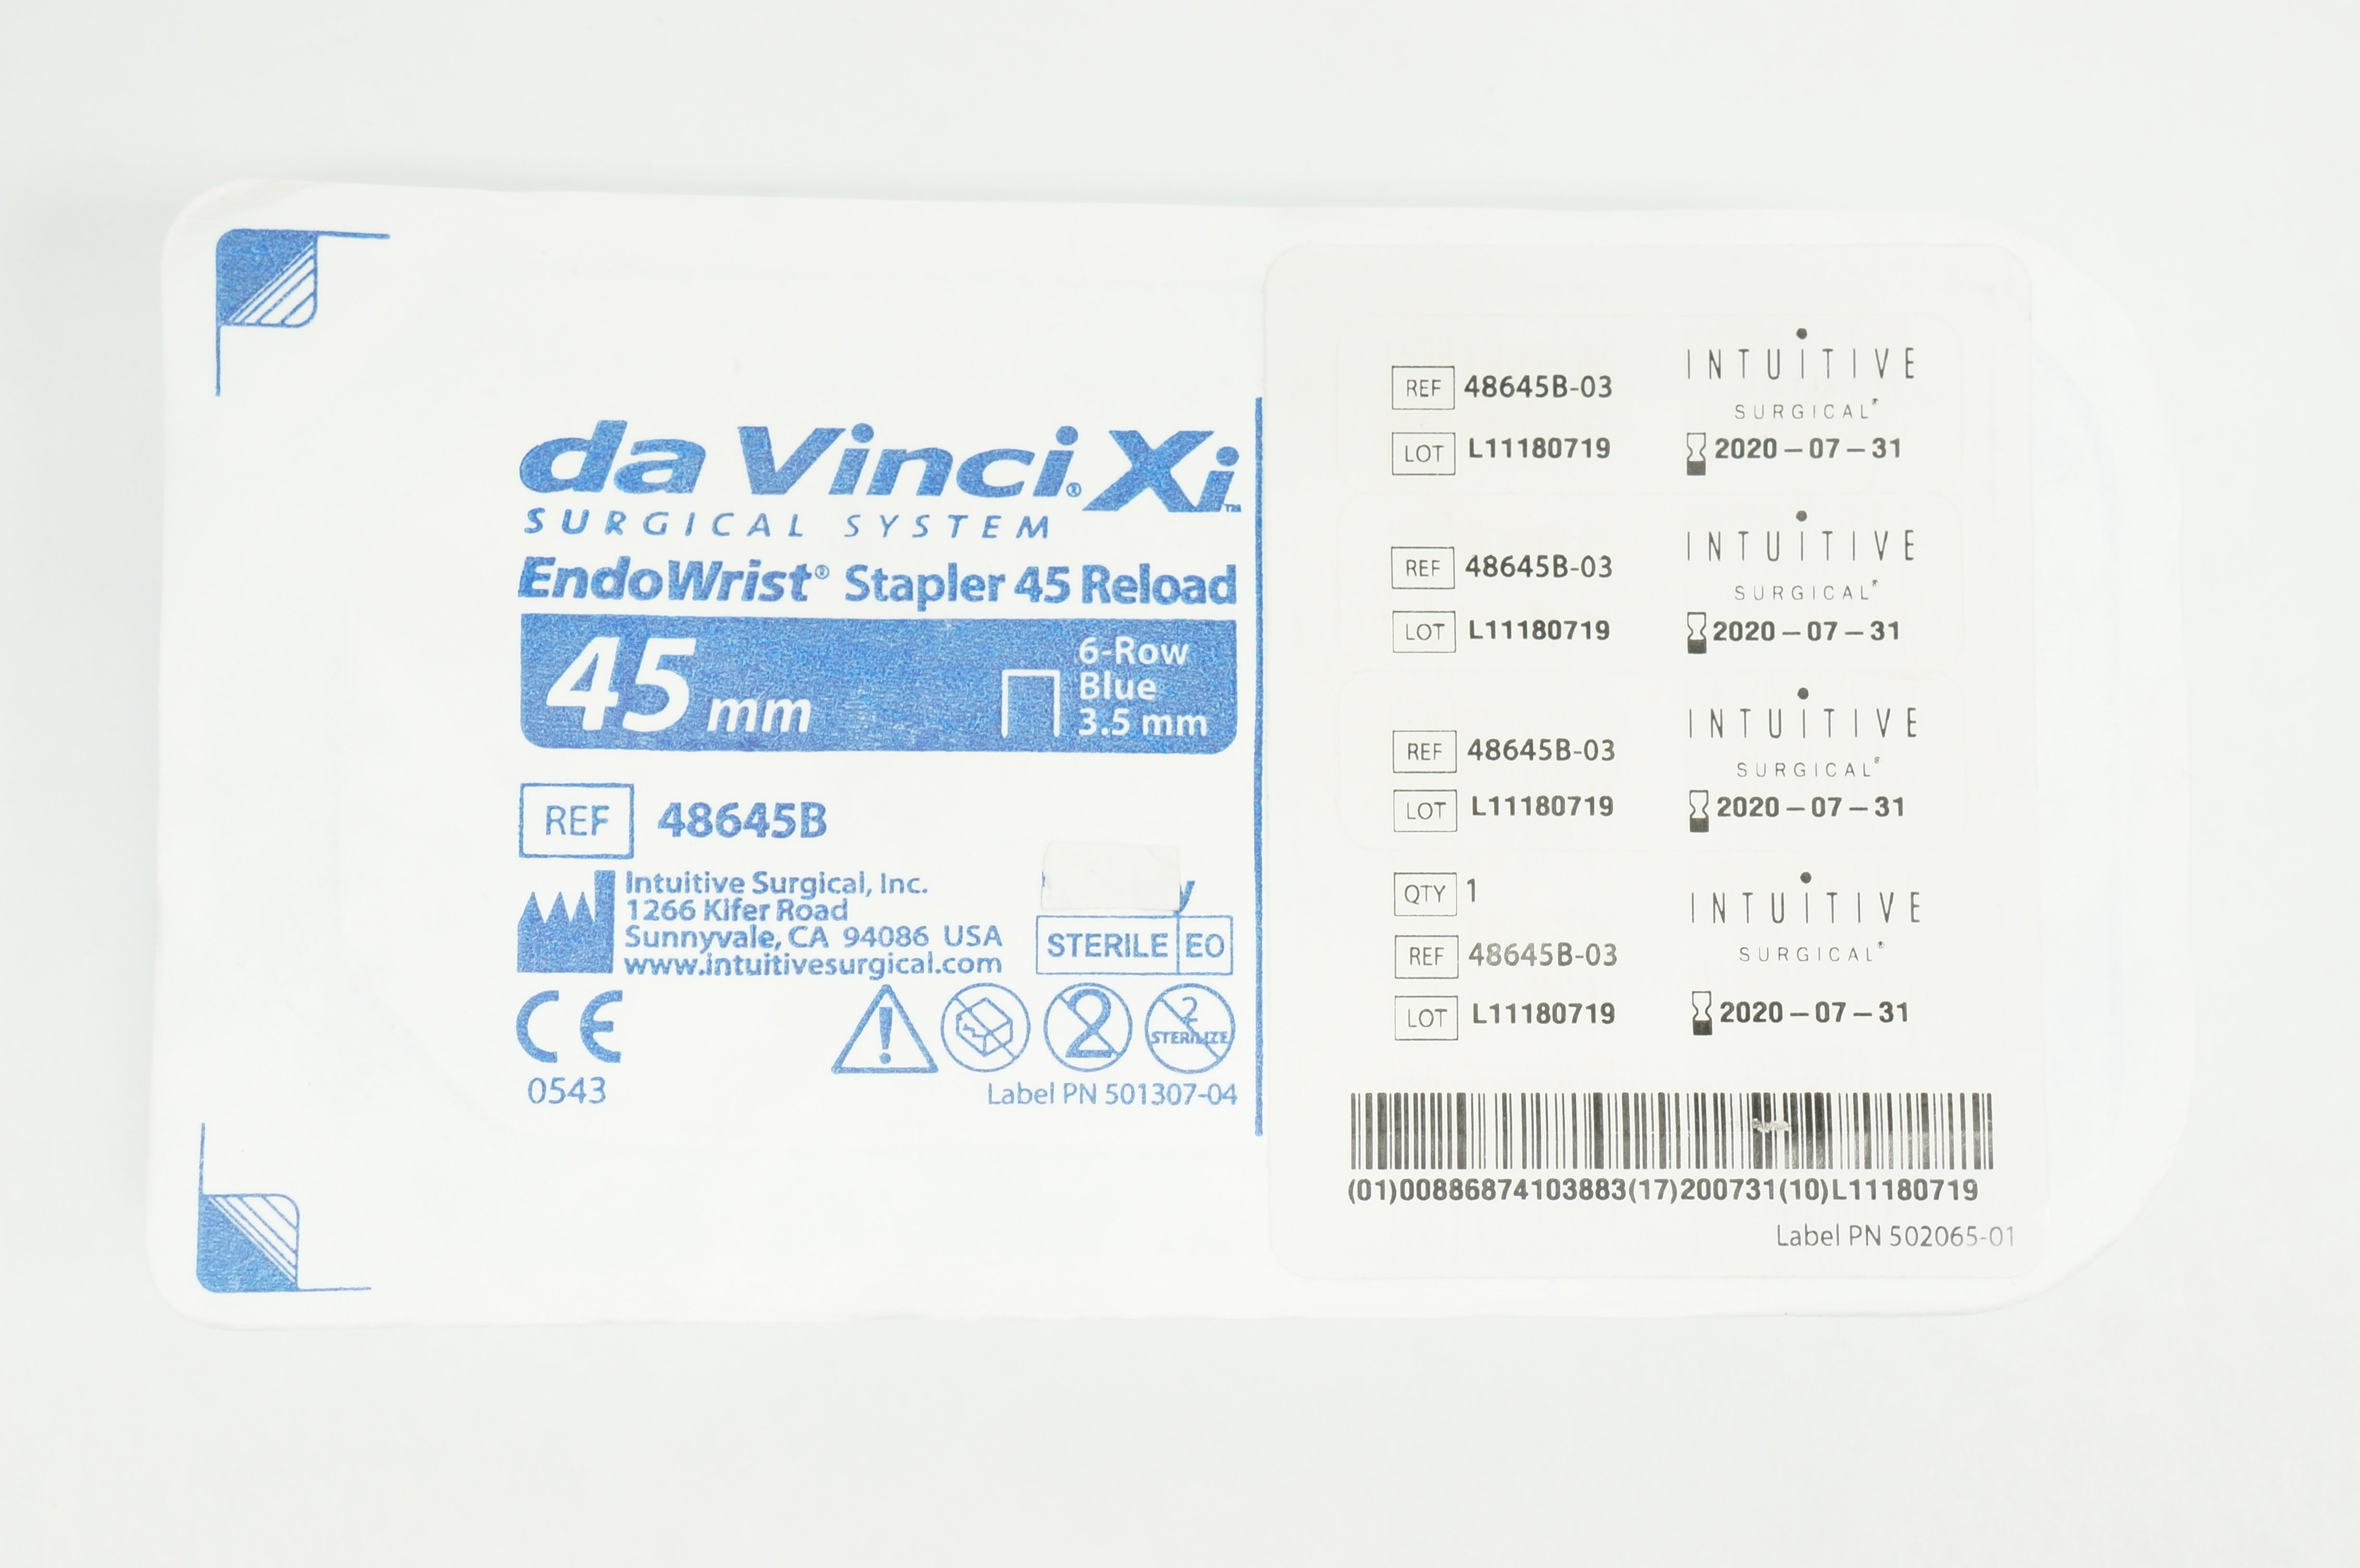 da Vinci® Xi™
SURGICAL SYSTEM
EndoWrist® Stapler 45 Reload
45 mm
6-Row
Blue
3.5 mm
REF 48645B
Intuitive Surgical, Inc.
1266 Kifer Road
Sunnyvale, CA 94086 USA
www.intuitivesurgical.com
STERILE EO
2
2
STERILIZE
CE
0543
Label PN 501307-04
INTUITIVE
SURGICAL®
REF 48645B-03
LOT L11180719
2020-07-31
INTUITIVE
SURGICAL®
REF 48645B-03
LOT L11180719
2020-07-31
INTUITIVE
SURGICAL®
REF 48645B-03
LOT L11180719
2020-07-31
QTY 1
INTUITIVE
SURGICAL®
REF 48645B-03
LOT L11180719
2020-07-31
(01)00886874103883(17)200731(10)L11180719
Label PN 502065-01